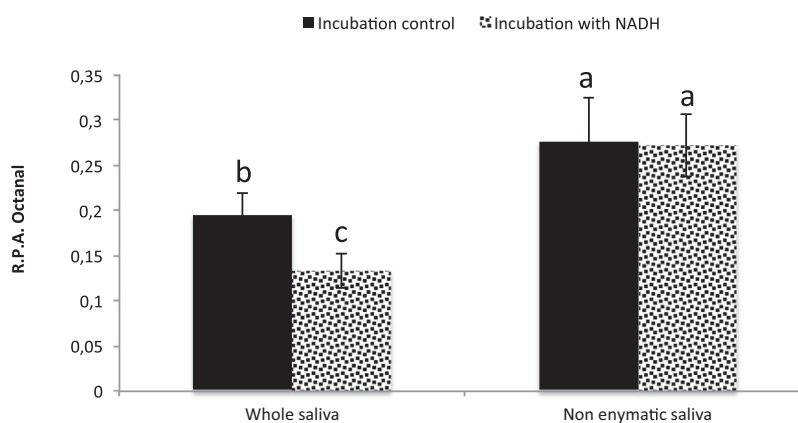 Incubation control Incubation with NADH
R.P.A. Octanal
0,35
0,3
0,25
0,2
0,15
0,1
0,05
0
b
c
a
a
Whole saliva Non enymatic saliva